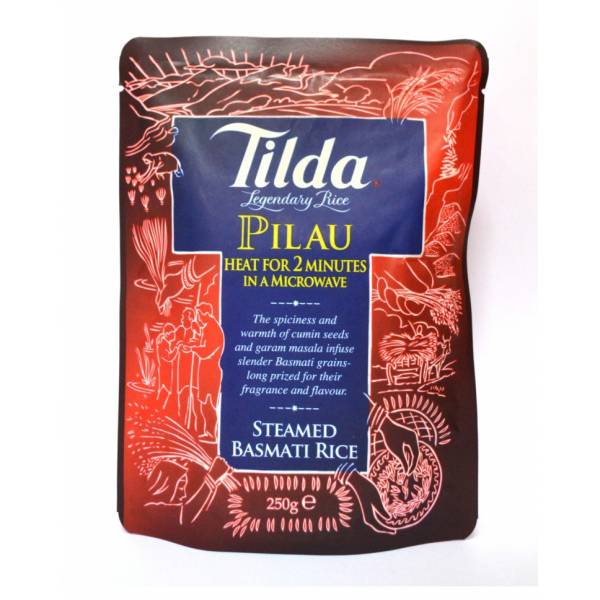 Tilda
Legendary Rice
PILAU
HEAT FOR 2 MINUTES
IN A MICROWAVE
The spiciness and
warmth of cumin seeds
and garam masala infuse
slender Basmati grains-
long prized for their
fragrance and flavour.
STEAMED
BASMATI RICE
250g ℮